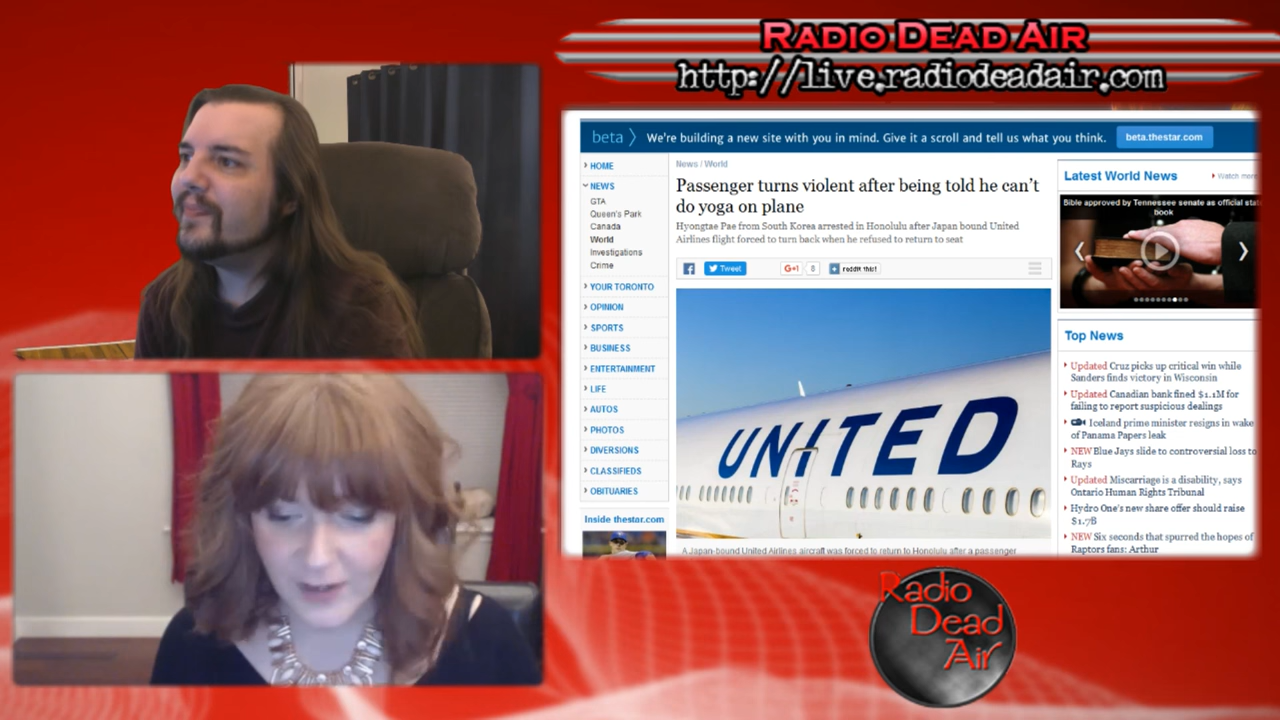 RADIO DEAD AIR
http://live.radiodeadair.com
beta
We're building a new site with you in mind. Give it a scroll and tell us what you think.
beta.thestar.com
HOME
NEWS
GTA
Queen's Park
Canada
World
Investigations
Crime
YOUR TORONTO
OPINION
SPORTS
BUSINESS
ENTERTAINMENT
LIFE
AUTOS
PHOTOS
DIVERSIONS
CLASSIFIEDS
OBITUARIES
Inside thestar.com
News / World
Passenger turns violent after being told he can't
do yoga on plane
Hyongtae Pae from South Korea arrested in Honolulu after Japan bound United
Airlines flight forced to turn back when he refused to return to seat
Tweet
G+1
reddit this!
UNITED
A Japan-bound United Airlines aircraft was forced to return to Honolulu after a passenger
Latest World News
Watch more
Bible approved by Tennessee senate as official state
book
Top News
Updated Cruz picks up critical win while
Sanders finds victory in Wisconsin
Updated Canadian bank fined $1.1M for
failing to report suspicious dealings
Iceland prime minister resigns in wake
of Panama Papers leak
NEW Blue Jays slide to controversial loss to
Rays
Updated Miscarriage is a disability, says
Ontario Human Rights Tribunal
Hydro One's new share offer should raise
$1.7B
NEW Six seconds that spurred the hopes of
Raptors fans: Arthur
Radio
Dead
Air